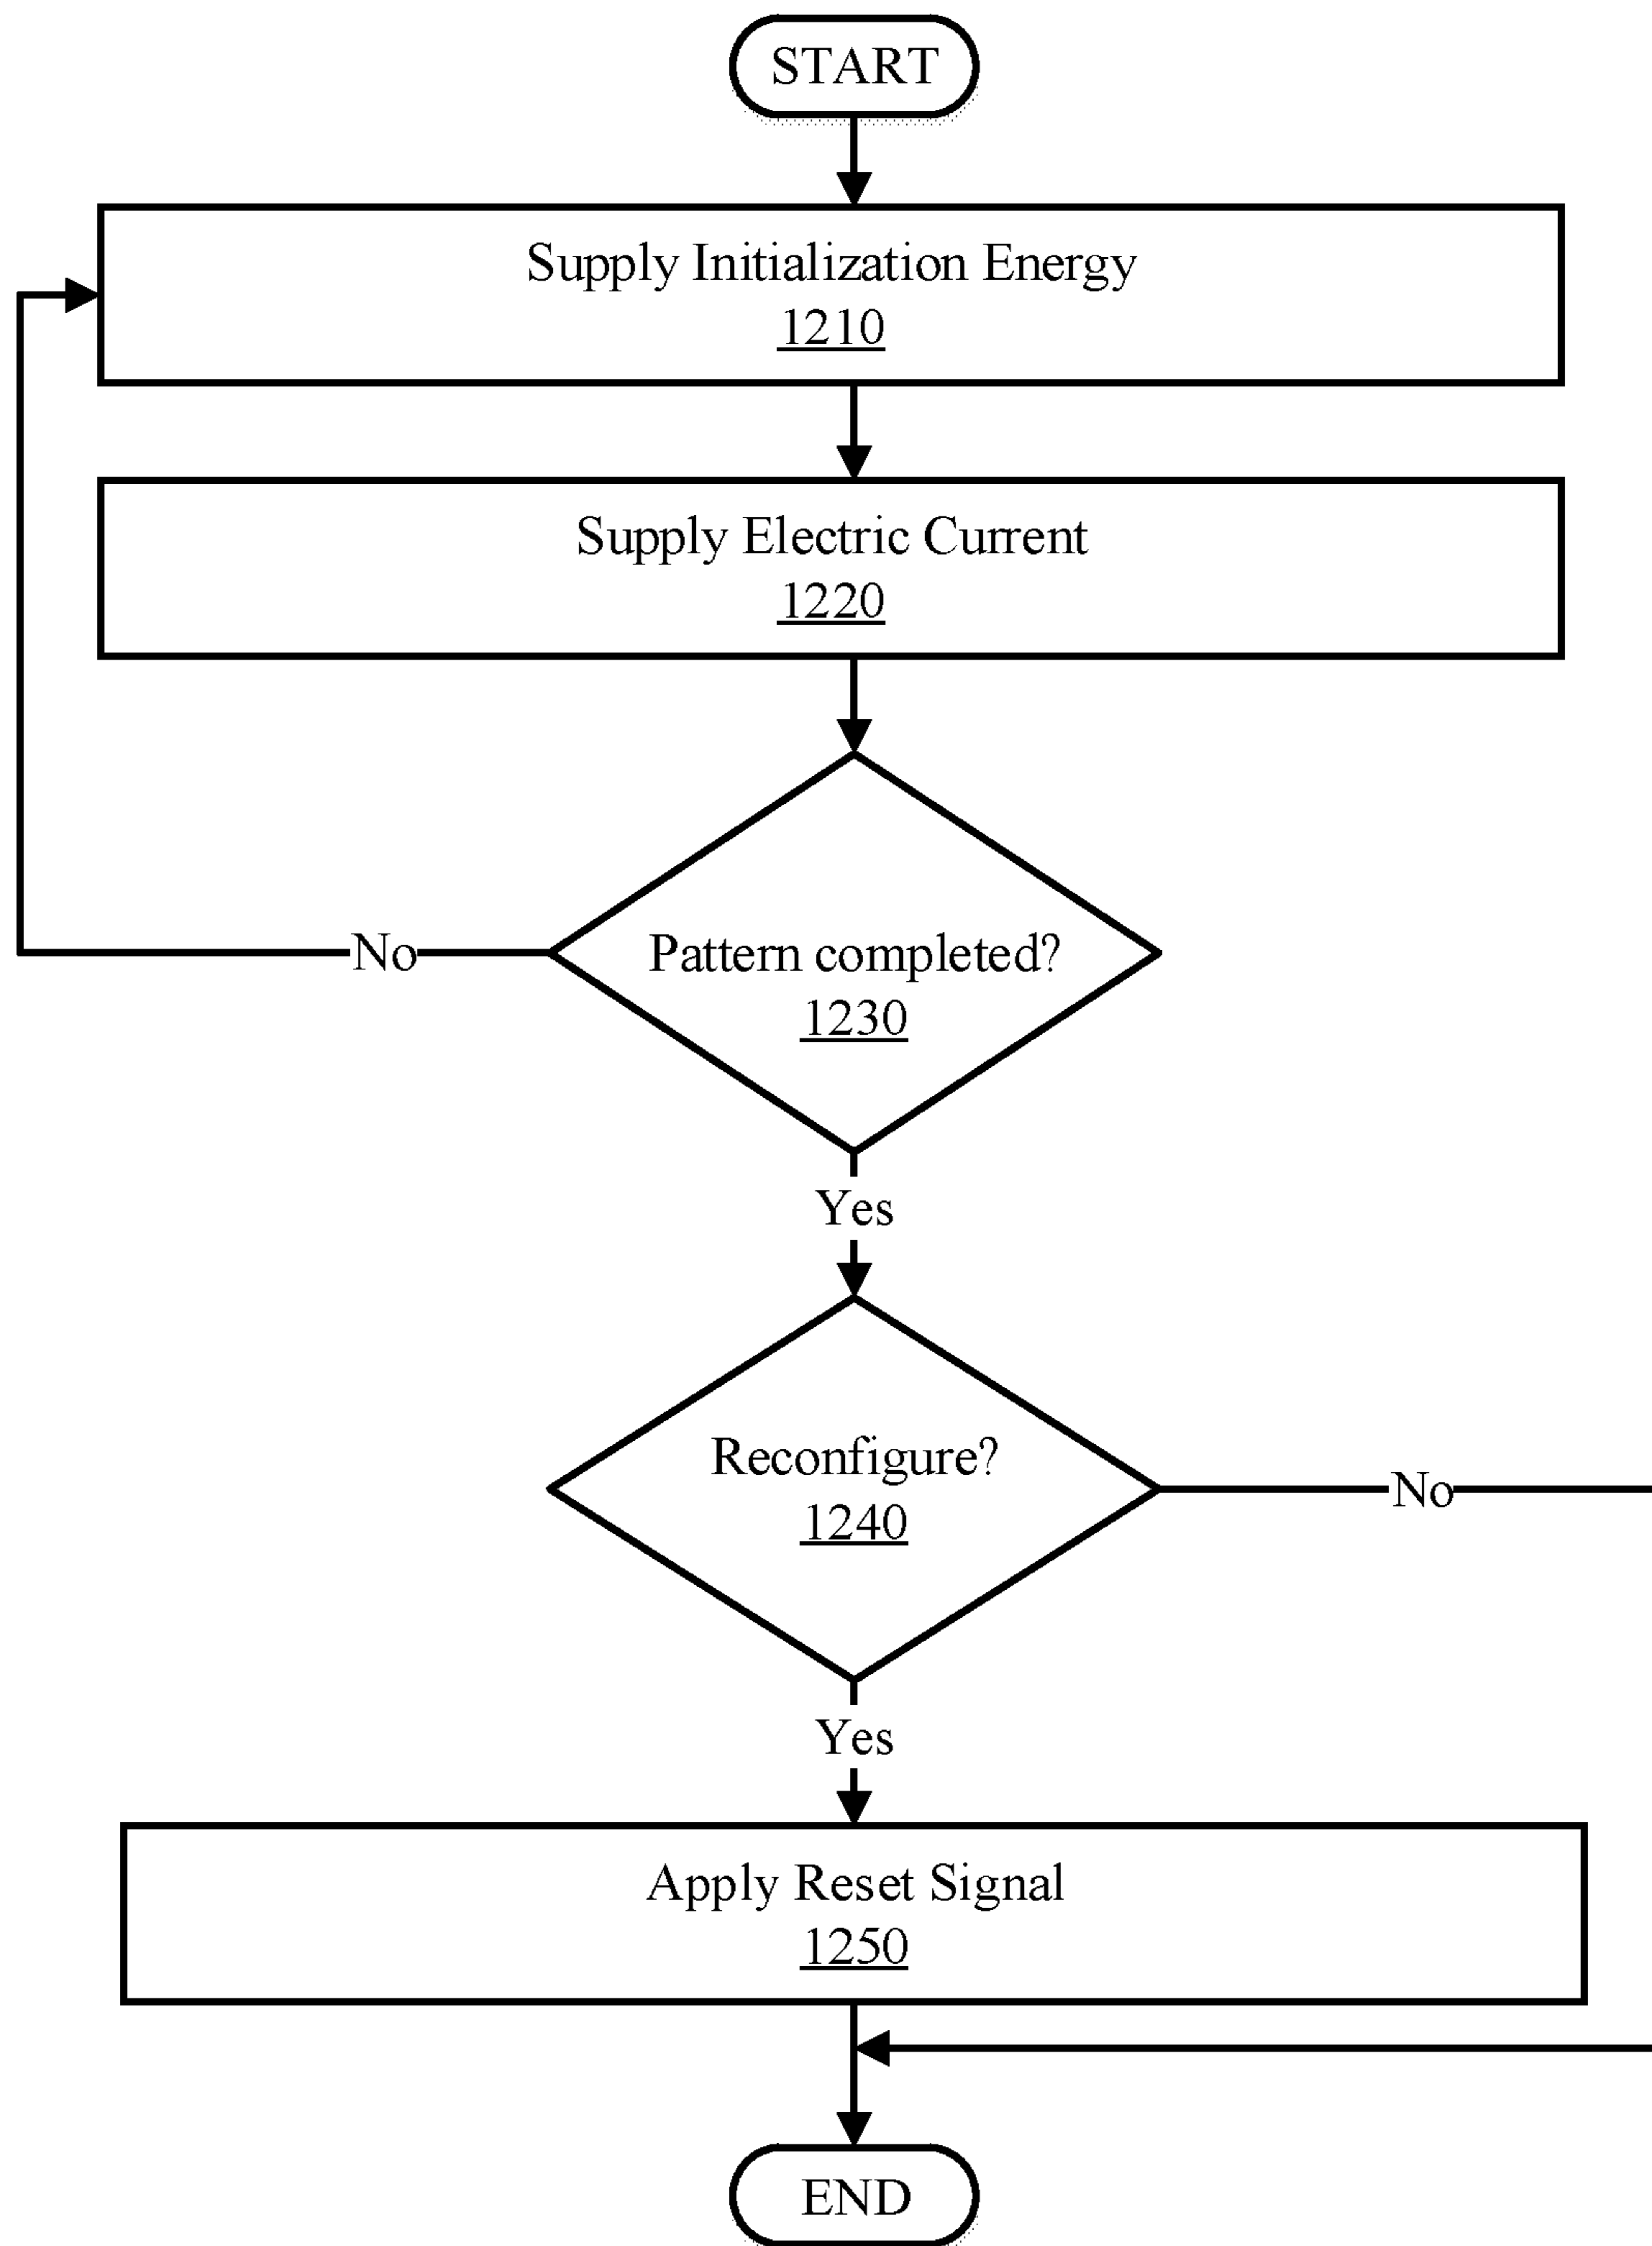 START
Supply Initialization Energy
1210
Supply Electric Current
1220
Pattern completed?
1230
No
Yes
Reconfigure?
1240
No
Yes
Apply Reset Signal
1250
END